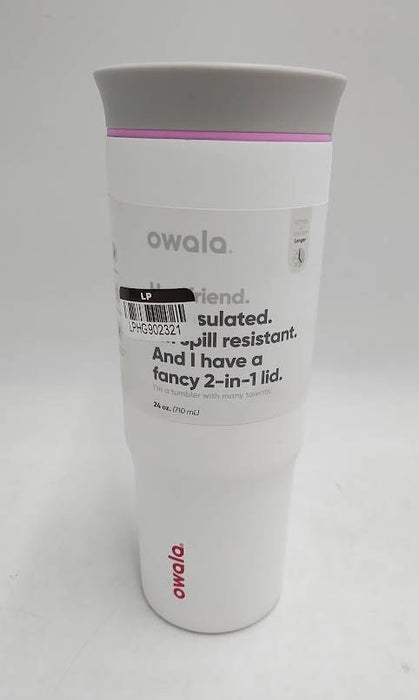 owala.
longer
friend.
sulated.
spill resistant.
And I have a
fancy 2-in-1 lid.
I'm a tumbler with many talents.
24 oz. (710 mL)
LP
LPHG902321
owala.